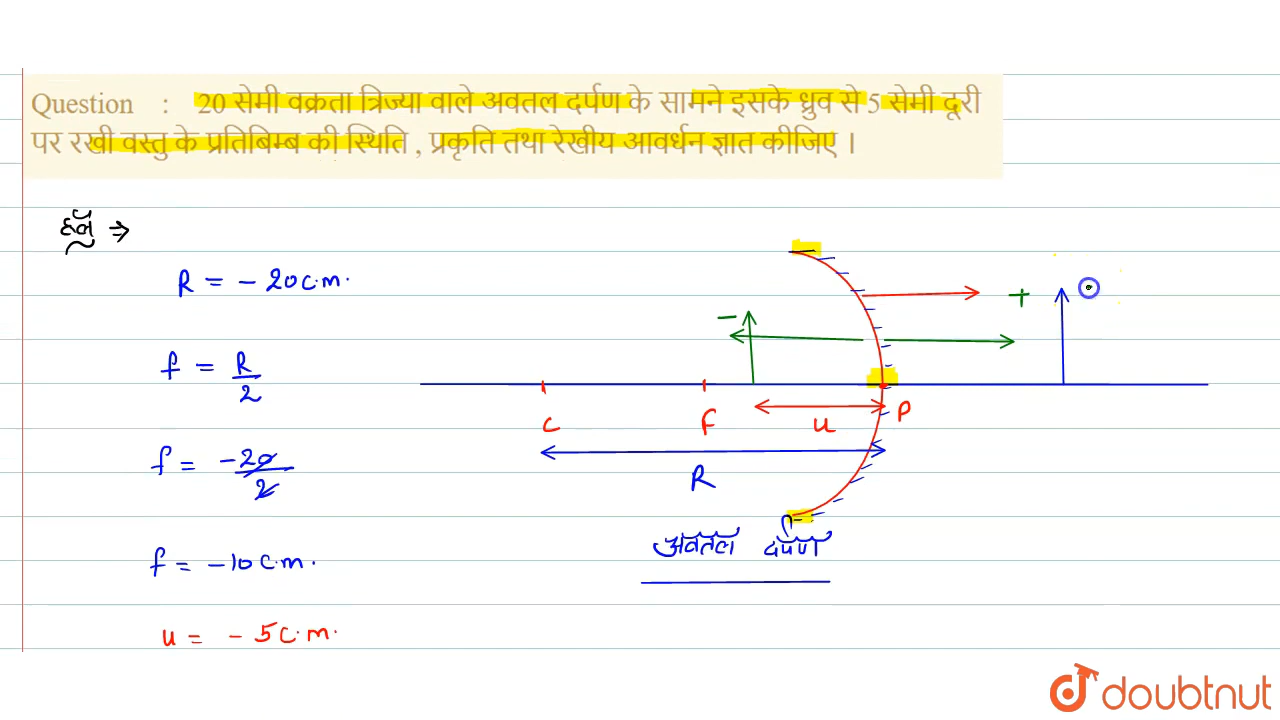 Question : 20 सेमी वक्रता त्रिज्या वाले अवतल दर्पण के सामने इसके ध्रुव से 5 सेमी दूरी
पर रखी वस्तु के प्रतिबिम्ब की स्थिति , प्रकृति तथा रेखीय आवर्धन ज्ञात कीजिए ।
हल ⇒
R = - 20 c.m.
f = R/2
f = -20/2
f = -10 c.m.
u = - 5 c.m.
- +
C F u P
R
अवतल दर्पण
doubtnut